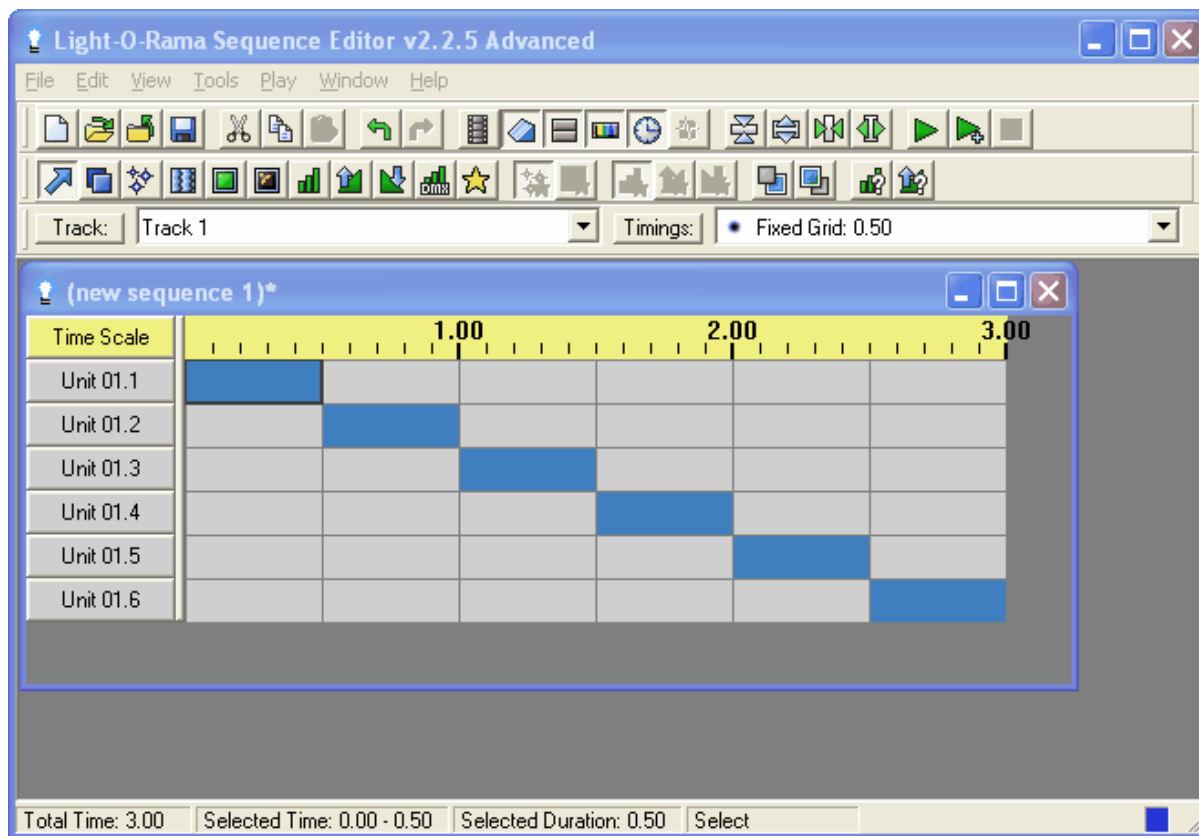 Light-O-Rama Sequence Editor v2.2.5 Advanced
File Edit View Tools Play Window Help
DMX
Track: Track 1 Timings: Fixed Grid: 0.50
(new sequence 1)*
Time Scale 1.00 2.00 3.00
Unit 01.1
Unit 01.2
Unit 01.3
Unit 01.4
Unit 01.5
Unit 01.6
Total Time: 3.00 Selected Time: 0.00 - 0.50 Selected Duration: 0.50 Select